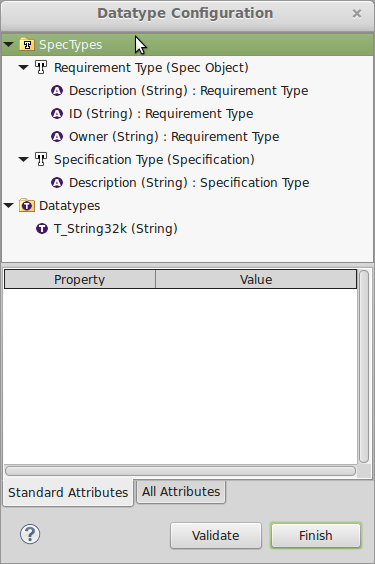 Datatype Configuration
SpecTypes
Requirement Type (Spec Object)
Description (String) : Requirement Type
ID (String) : Requirement Type
Owner (String) : Requirement Type
Specification Type (Specification)
Description (String) : Specification Type
Datatypes
T_String32k (String)
Property Value
Standard Attributes All Attributes
Validate Finish